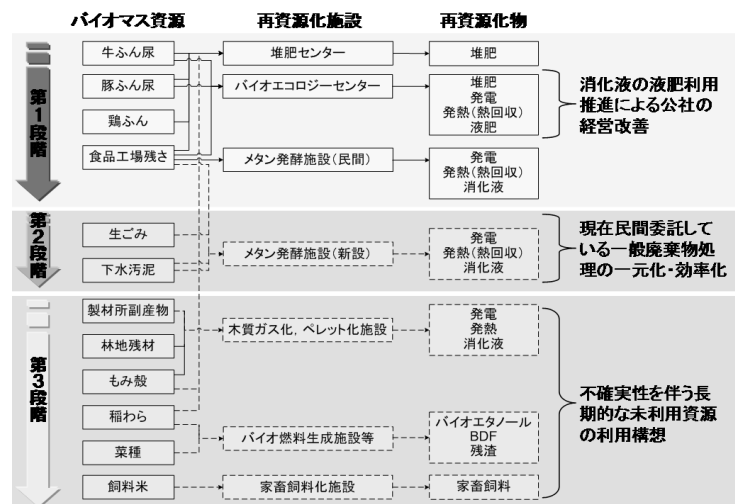 バイオマス資源 再資源化施設 再資源化物
第1段階
牛ふん尿 堆肥センター 堆肥
豚ふん尿 バイオエコロジーセンター 堆肥
発電
発熱(熱回収)
液肥
消化液の液肥利用
推進による公社の
経営改善
鶏ふん
食品工場残さ メタン発酵施設(民間) 発電
発熱(熱回収)
消化液
第2段階
生ごみ
下水汚泥
メタン発酵施設(新設) 発電
発熱(熱回収)
消化液
現在民間委託して
いる一般廃棄物処
理の一元化・効率化
第3段階
製材所副産物
林地残材
もみ殻
稲わら
菜種
飼料米
木質ガス化，ペレット化施設 発電
発熱
消化液
バイオ燃料生成施設等 バイオエタノール
BDF
残渣
家畜飼料化施設 家畜飼料
不確実性を伴う長
期的な未利用資源
の利用構想